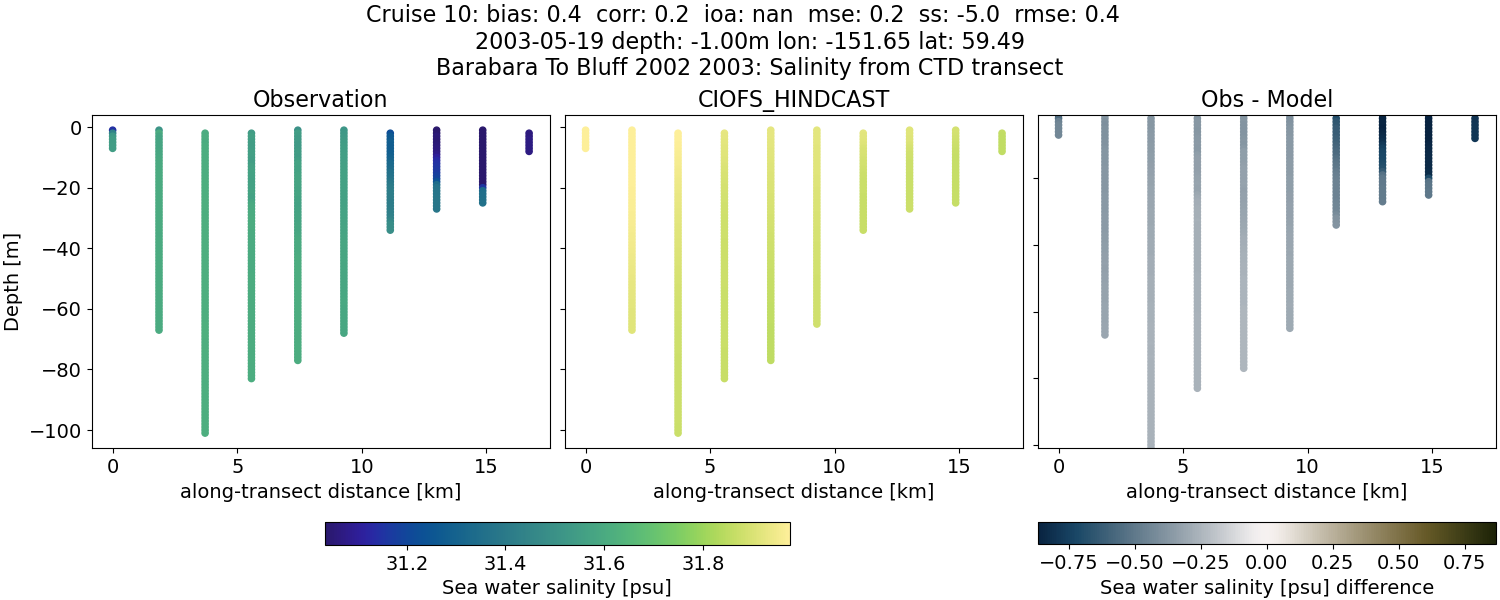 Cruise 10: bias: 0.4  corr: 0.2  ioa: nan  mse: 0.2  ss: -5.0  rmse: 0.4
2003-05-19 depth: -1.00m lon: -151.65 lat: 59.49
Barabara To Bluff 2002 2003: Salinity from CTD transect
Observation
CIOFS_HINDCAST
Obs - Model
Depth [m]
0
−20
−40
−60
−80
−100
0 5 10 15
0 5 10 15
0 5 10 15
along-transect distance [km]
along-transect distance [km]
along-transect distance [km]
31.2 31.4 31.6 31.8
Sea water salinity [psu]
−0.75 −0.50 −0.25 0.00 0.25 0.50 0.75
Sea water salinity [psu] difference